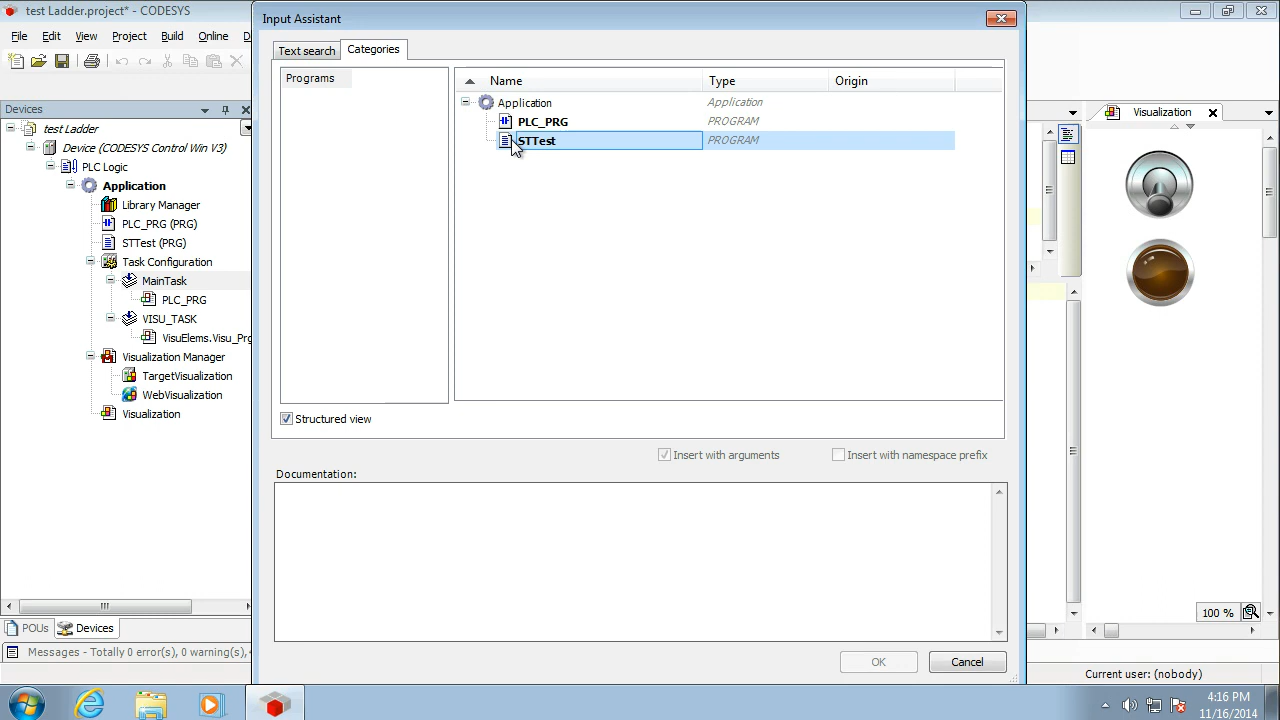 test Ladder.project* - CODESYS
File Edit View Project Build Online D
Devices
test Ladder
Device (CODESYS Control Win V3)
PLC Logic
Application
Library Manager
PLC_PRG (PRG)
STTest (PRG)
Task Configuration
MainTask
PLC_PRG
VISU_TASK
VisuElems.Visu_Prg
Visualization Manager
TargetVisualization
WebVisualization
Visualization
POUs Devices
Messages - Totally 0 error(s), 0 warning(s),
Input Assistant
Text search Categories
Programs
Name Type Origin
Application Application
PLC_PRG PROGRAM
STTest PROGRAM
Structured view
Insert with arguments Insert with namespace prefix
Documentation:
OK Cancel
Visualization
100 %
Current user: (nobody)
4:16 PM
11/16/2014